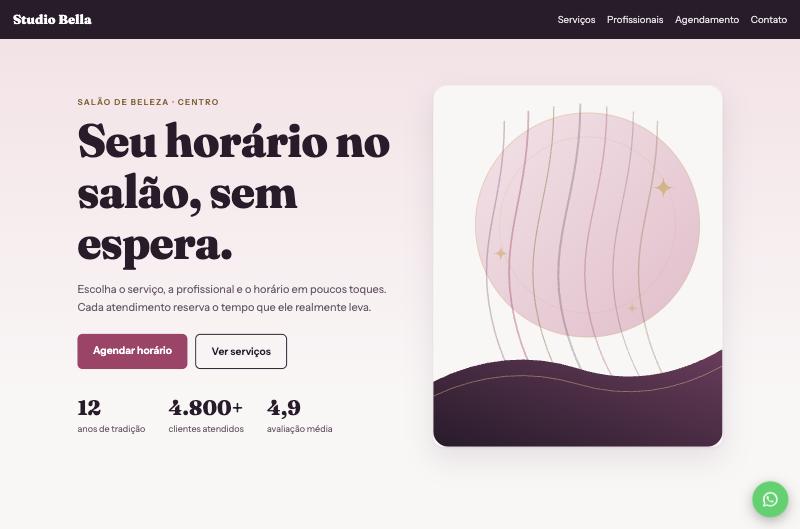 Studio Bella
Serviços Profissionais Agendamento Contato
SALÃO DE BELEZA · CENTRO
Seu horário no
salão, sem
espera.
Escolha o serviço, a profissional e o horário em poucos toques.
Cada atendimento reserva o tempo que ele realmente leva.
Agendar horário
Ver serviços
12
anos de tradição
4.800+
clientes atendidos
4,9
avaliação média